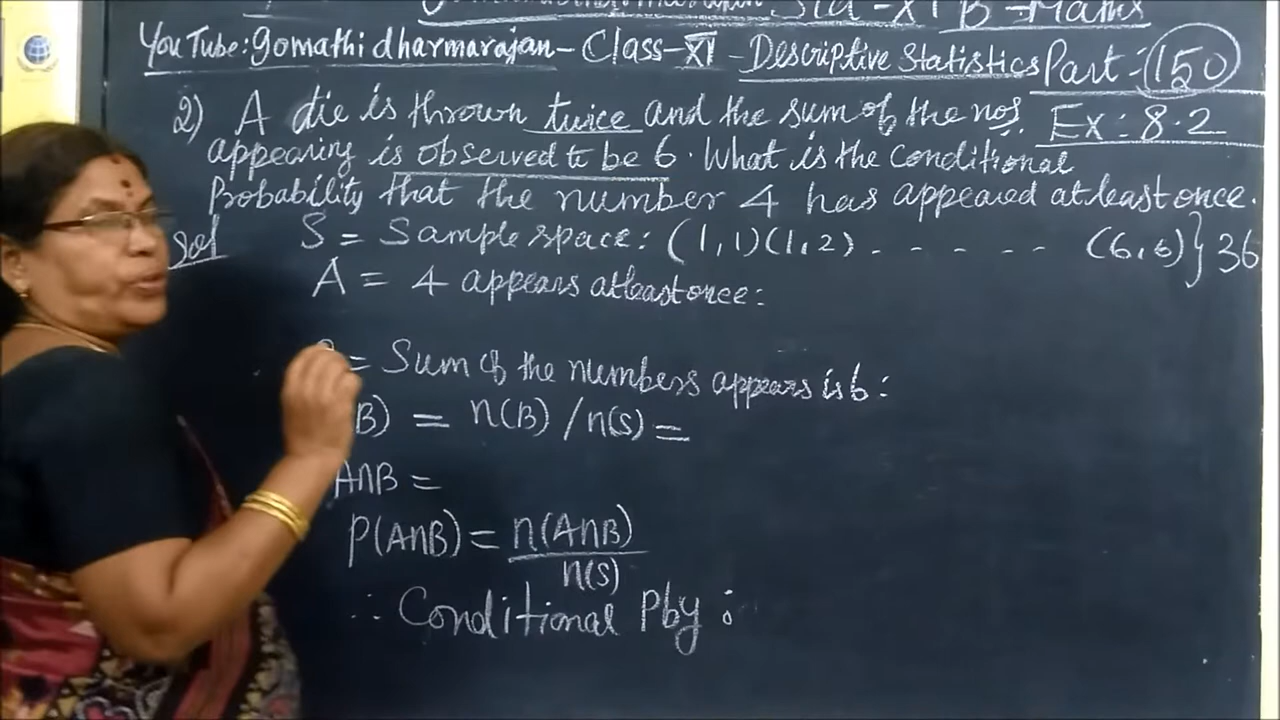 Std - XI B - Maths
YouTube: gomathi dharmarajan - Class - XI - Descriptive Statistics Part : 150
2) A die is thrown twice and the sum of the nos. Ex : 8.2
appearing is observed to be 6. What is the conditional
Probability that the number 4 has appeared atleast once.
Sol S = Sample space: (1,1)(1,2) - - - - - (6,6)} 36
A = 4 appears atleast once:
= Sum of the numbers appears is 6:
B) = n(B) / n(S) =
A∩B =
P(A∩B) = n(A∩B)
n(S)
∴ Conditional Pby :